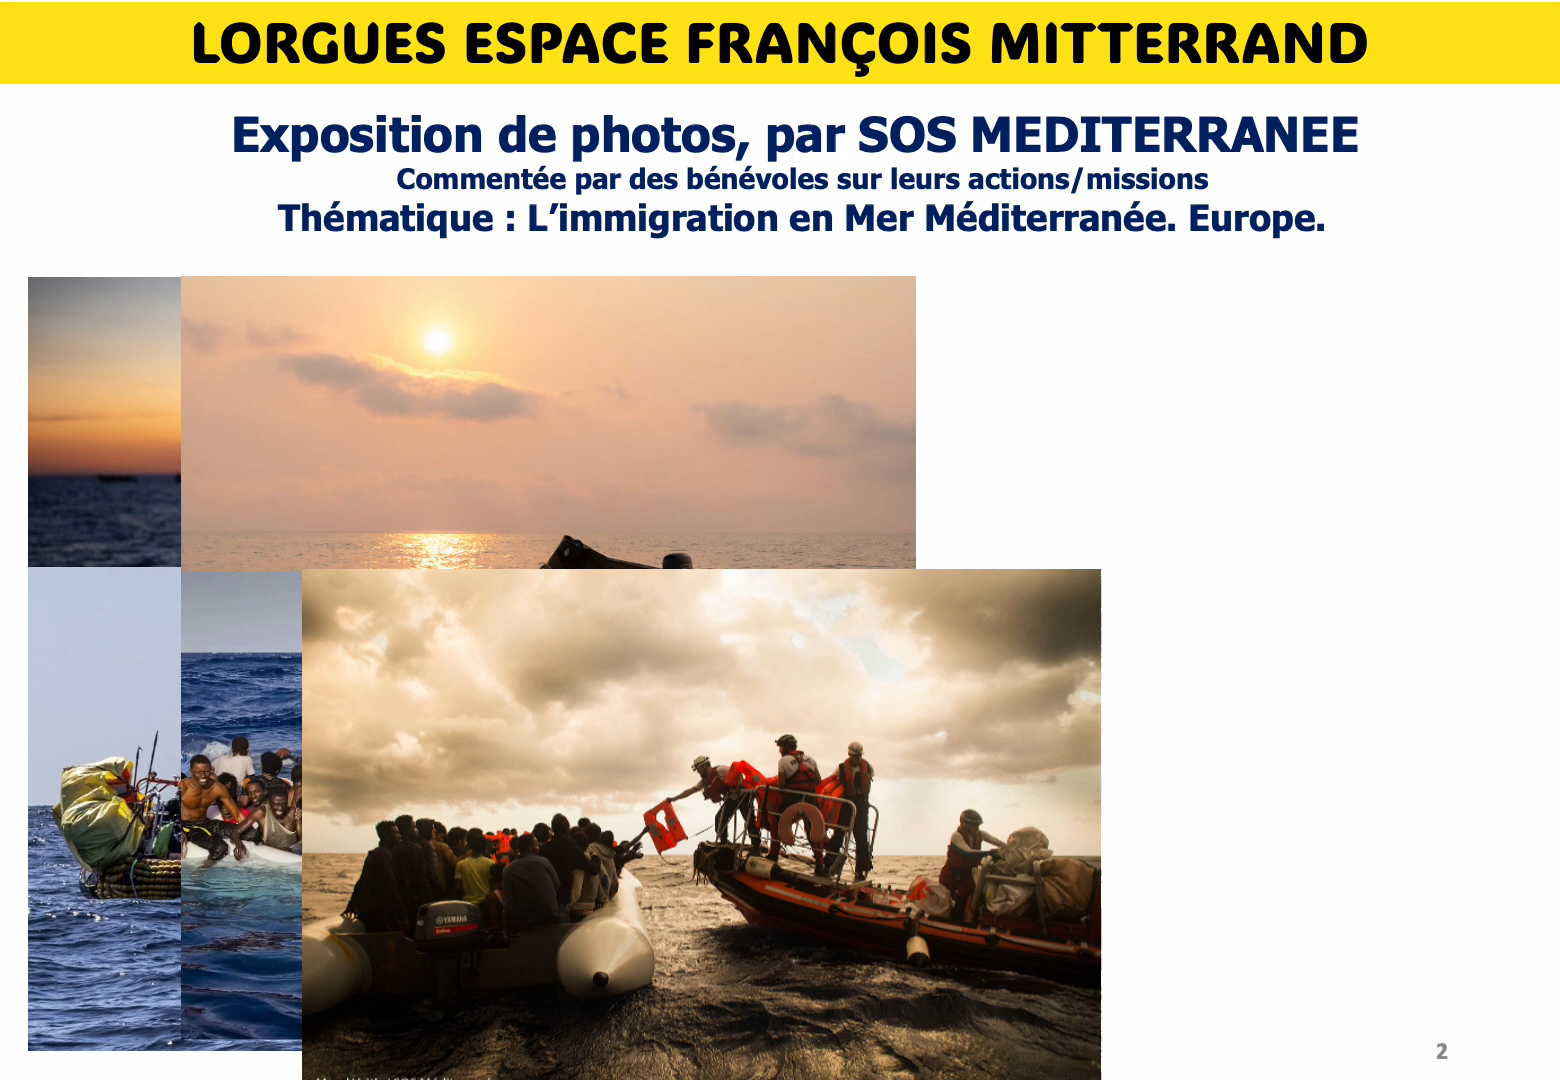 LORGUES ESPACE FRANÇOIS MITTERRAND
Exposition de photos, par SOS MEDITERRANEE
Commentée par des bénévoles sur leurs actions/missions
Thématique : L’immigration en Mer Méditerranée. Europe.
YAMAHA
2